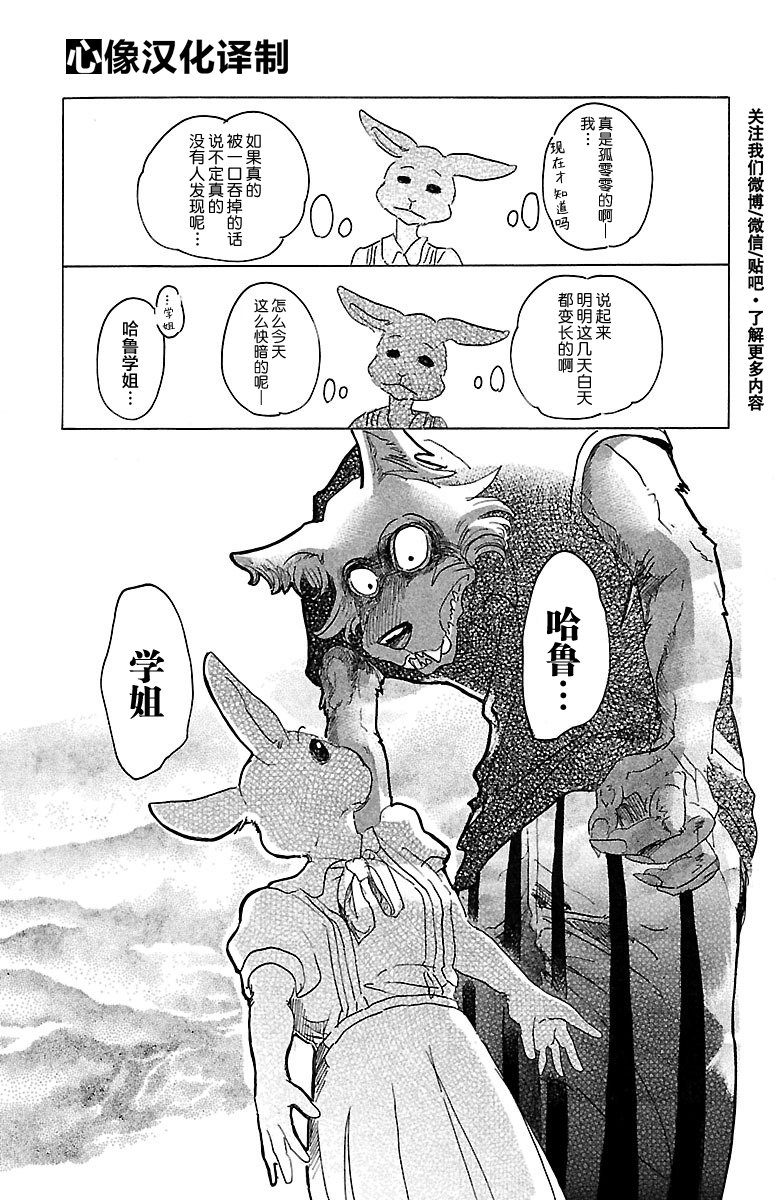 心像汉化译制
关注我们微博/微信/贴吧·了解更多内容
真是孤零零的啊—
我…
现在才知道吗
如果真的
被一口吞掉的话
说不定真的
没有人发现呢…
说起来
明明这几天白天
都变长的啊
怎么今天
这么快暗的呢—
…学姐
哈鲁学姐…
哈鲁…
学姐